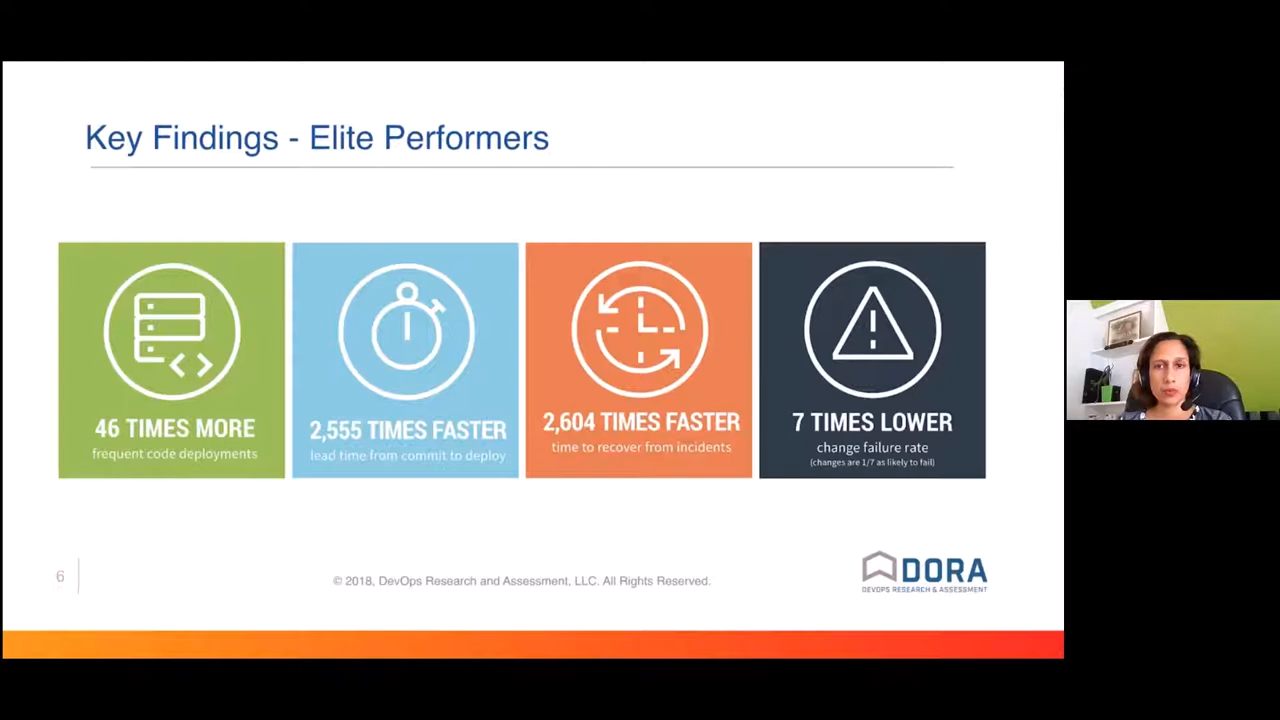 Key Findings - Elite Performers
46 TIMES MORE
frequent code deployments
2,555 TIMES FASTER
lead time from commit to deploy
2,604 TIMES FASTER
time to recover from incidents
7 TIMES LOWER
change failure rate
(changes are 1/7 as likely to fail)
6
© 2018, DevOps Research and Assessment, LLC. All Rights Reserved.
DORA
DEVOPS RESEARCH & ASSESSMENT